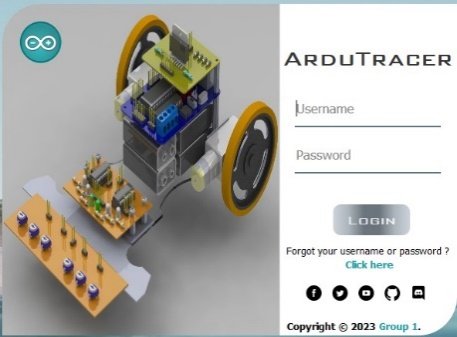 ARDUTRACER
Username
Password
LOGIN
Forgot your username or password ?
Click here
Copyright © 2023 Group 1.